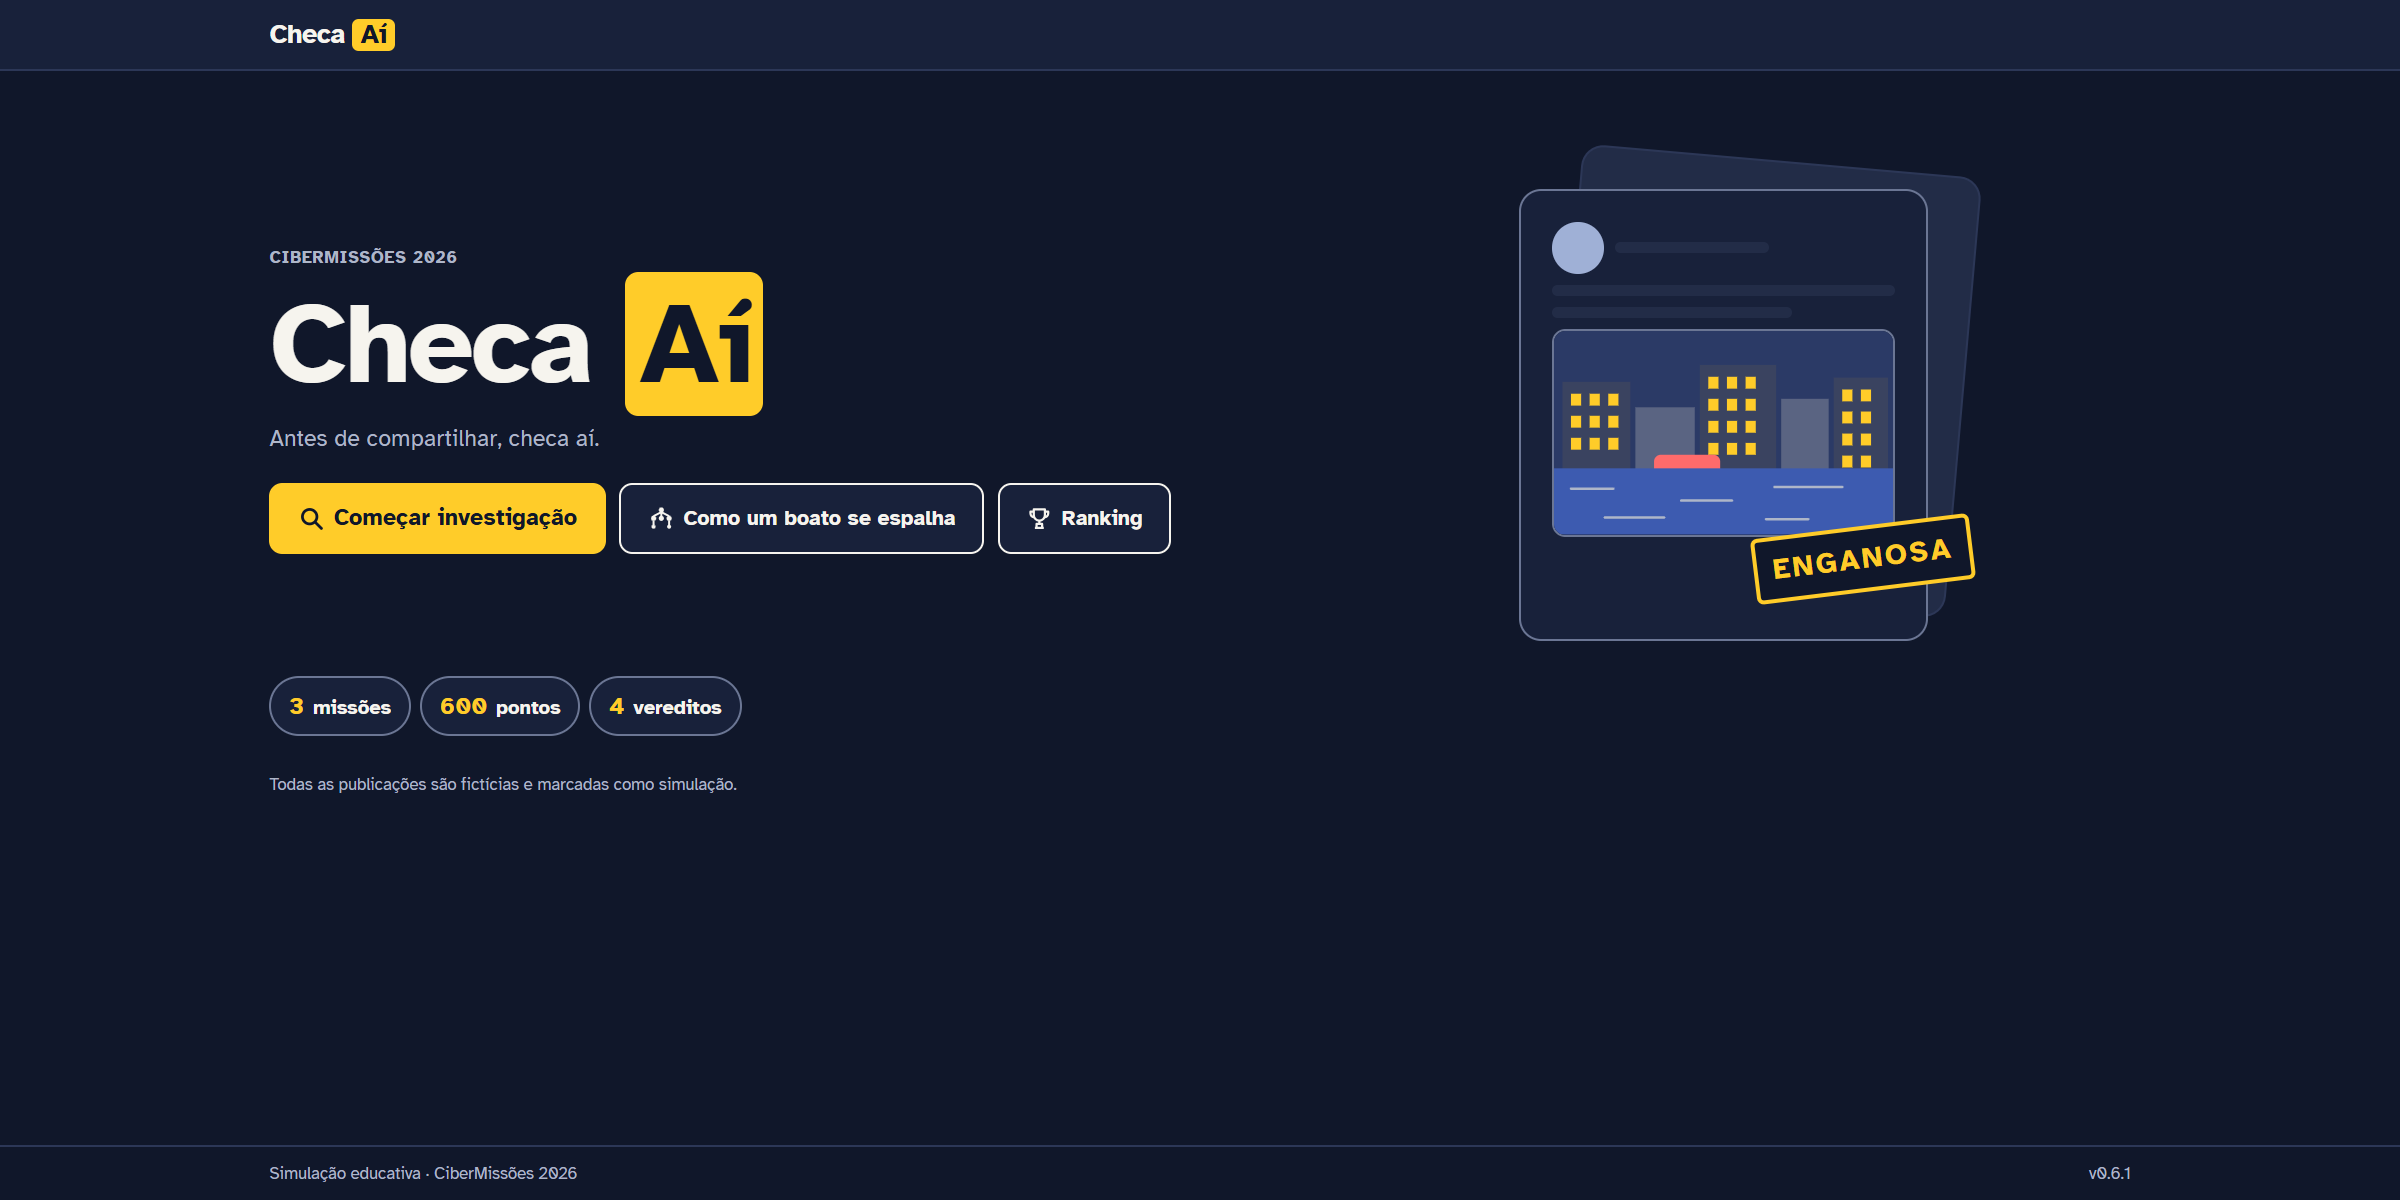 Checa Aí
CIBERMISSÕES 2026
Checa Aí
Antes de compartilhar, checa aí.
Começar investigação
Como um boato se espalha
Ranking
ENGANOSA
3 missões
600 pontos
4 vereditos
Todas as publicações são fictícias e marcadas como simulação.
Simulação educativa · CiberMissões 2026
v0.6.1